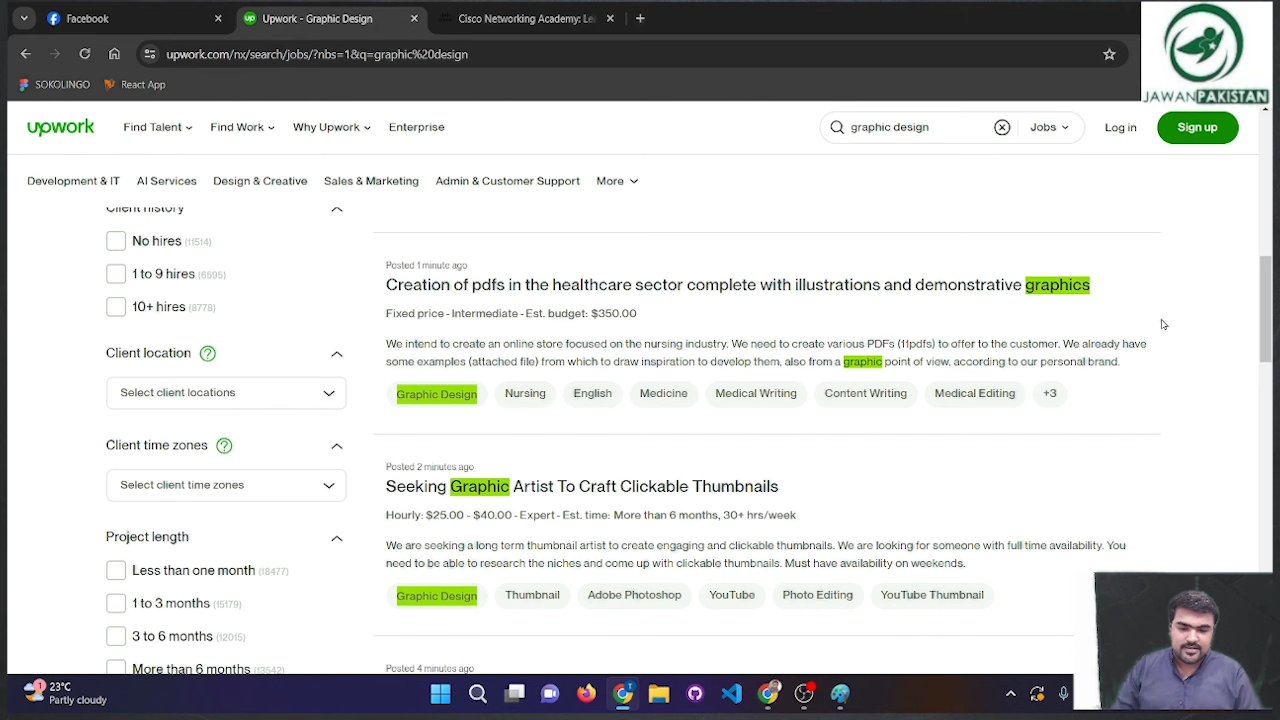 Facebook
Upwork - Graphic Design
Cisco Networking Academy Le
upwork.com/nx/search/jobs/?nbs=1&q=graphic%20design
SOKOLINGO
React App
JAWANPAKISTAN
upwork
Find Talent
Find Work
Why Upwork
Enterprise
graphic design
Jobs
Log in
Sign up
Development & IT
AI Services
Design & Creative
Sales & Marketing
Admin & Customer Support
More
Client history
No hires (11514)
1 to 9 hires (6595)
10+ hires (8778)
Client location
Select client locations
Client time zones
Select client time zones
Project length
Less than one month (18477)
1 to 3 months (15179)
3 to 6 months (12015)
More than 6 months (13542)
Posted 1 minute ago
Creation of pdfs in the healthcare sector complete with illustrations and demonstrative graphics
Fixed price - Intermediate - Est. budget: $350.00
We intend to create an online store focused on the nursing industry. We need to create various PDFs (11pdfs) to offer to the customer. We already have
some examples (attached file) from which to draw inspiration to develop them, also from a graphic point of view, according to our personal brand.
Graphic Design
Nursing
English
Medicine
Medical Writing
Content Writing
Medical Editing
+3
Posted 2 minutes ago
Seeking Graphic Artist To Craft Clickable Thumbnails
Hourly: $25.00 - $40.00 - Expert - Est. time: More than 6 months, 30+ hrs/week
We are seeking a long term thumbnail artist to create engaging and clickable thumbnails. We are looking for someone with full time availability. You
need to be able to research the niches and come up with clickable thumbnails. Must have availability on weekends.
Graphic Design
Thumbnail
Adobe Photoshop
YouTube
Photo Editing
YouTube Thumbnail
Posted 4 minutes ago
1
23°C
Partly cloudy